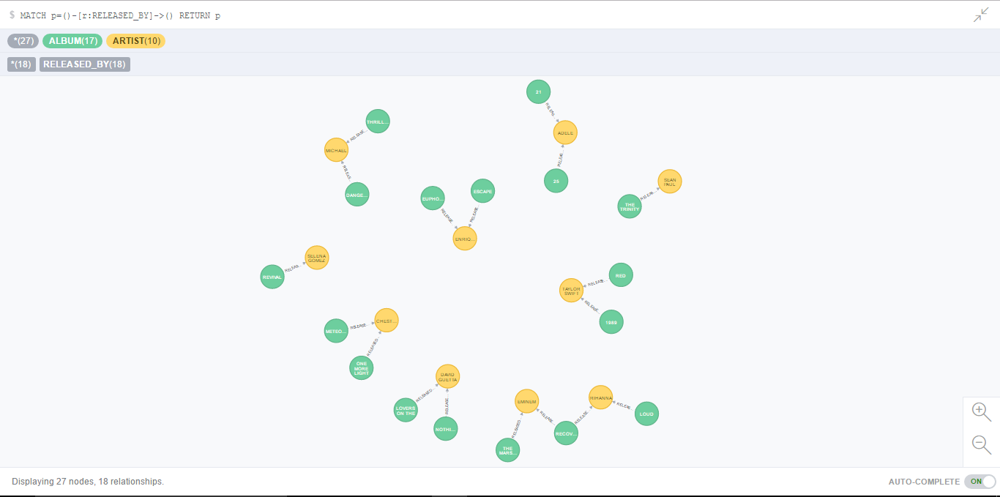 $ MATCH p=()-[r:RELEASED_BY]->() RETURN p
*(27) ALBUM(17) ARTIST(10)
*(18) RELEASED_BY(18)
21
RELEAS...
ADELE
RELEAS...
25
THRILL...
RELEASE...
MICHAEL
RELEAS...
DANGE...
EUPHO...
ESCAPE
RELEASE...
RELEASE...
ENRIQ...
SEAN
PAUL
RELEASE...
THE
TRINITY
SELENA
GOMEZ
RELEAS...
REVIVAL
TAYLOR
SWIFT
RELEASE...
RED
RELEASE...
1989
METEO...
RELEASE...
CHEST...
RELEASED...
ONE
MORE
LIGHT
DAVID
GUETTA
RELEASED...
RELEASE...
LOVERS
ON THE
NOTHI...
EMINEM
RELEASED...
RELEASE...
THE
MARS...
RECOV...
RELEASE...
RIHANNA
RELEAS...
LOUD
Displaying 27 nodes, 18 relationships.
AUTO-COMPLETE ON